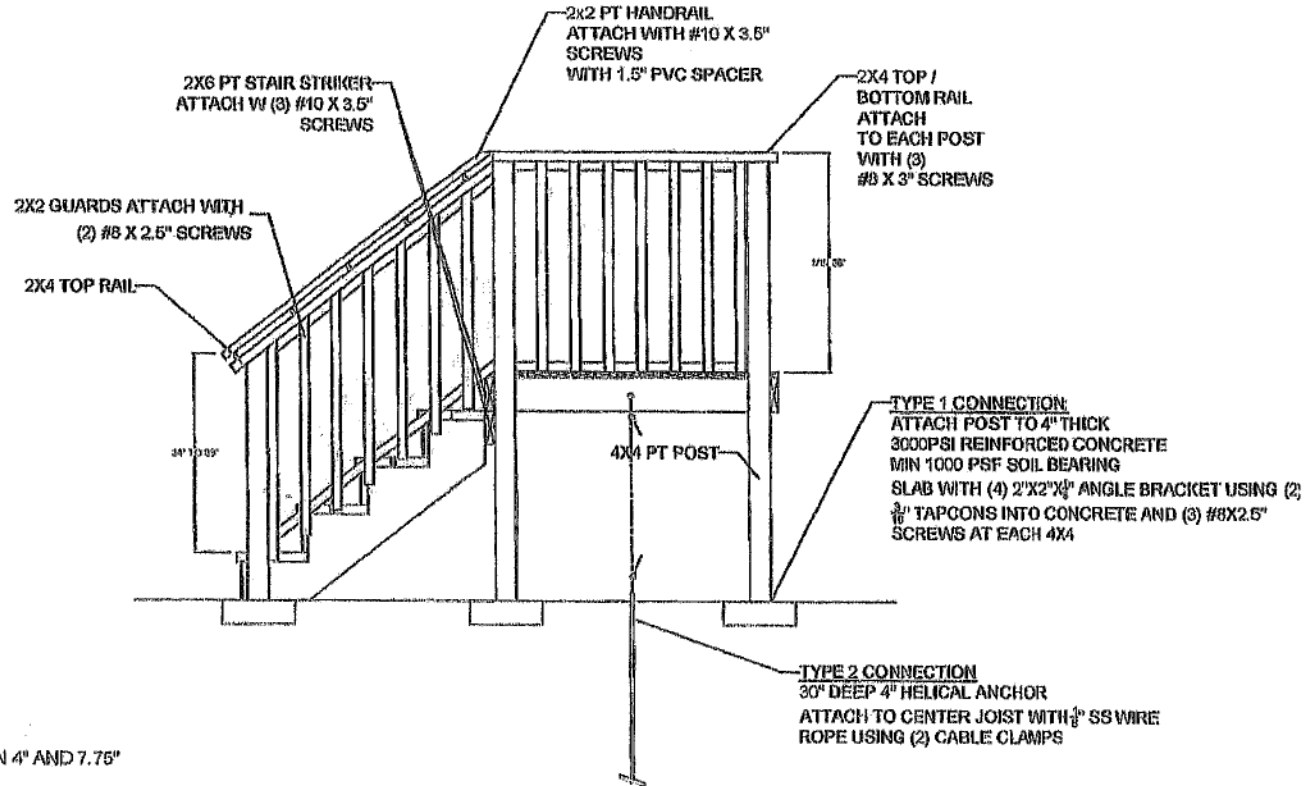 2x2 PT HANDRAIL
ATTACH WITH #10 X 3.5"
SCREWS
WITH 1.5" PVC SPACER
2X6 PT STAIR STRIKER
ATTACH W (3) #10 X 3.5"
SCREWS
2X4 TOP /
BOTTOM RAIL
ATTACH
TO EACH POST
WITH (3)
#8 X 3" SCREWS
2X2 GUARDS ATTACH WITH
(2) #8 X 2.5" SCREWS
2X4 TOP RAIL
4X4 PT POST
TYPE 1 CONNECTION
ATTACH POST TO 4" THICK
3000PSI REINFORCED CONCRETE
MIN 1000 PSF SOIL BEARING
SLAB WITH (4) 2"X2"X ANGLE BRACKET USING (2)
TAPCONS INTO CONCRETE AND (3) #8X2.5"
SCREWS AT EACH 4X4
TYPE 2 CONNECTION
30" DEEP 4" HELICAL ANCHOR
ATTACH TO CENTER JOIST WITH SS WIRE
ROPE USING (2) CABLE CLAMPS
N 4" AND 7.75"